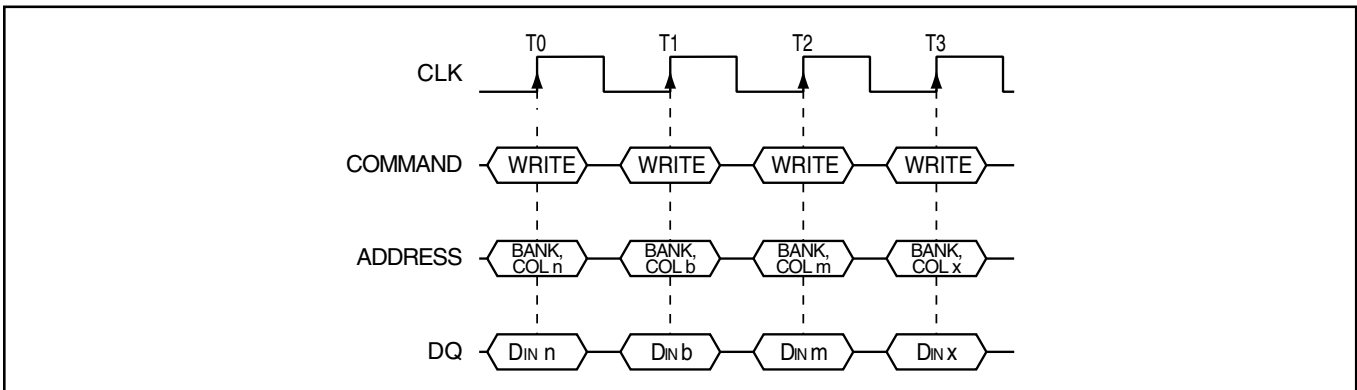 T0 T1 T2 T3
CLK
COMMAND WRITE WRITE WRITE WRITE
ADDRESS BANK, COL n BANK, COL b BANK, COL m BANK, COL x
DQ DIN n DIN b DIN m DIN x